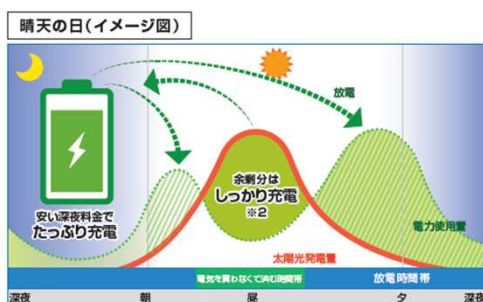 晴天の日(イメージ図)
放電
余剰分は
しっかり充電
※2
安い深夜料金で
たっぷり充電
電力使用量
太陽光発電量
電気を買わなくて済む時間帯
放電時間帯
深夜
朝
昼
夕
深夜